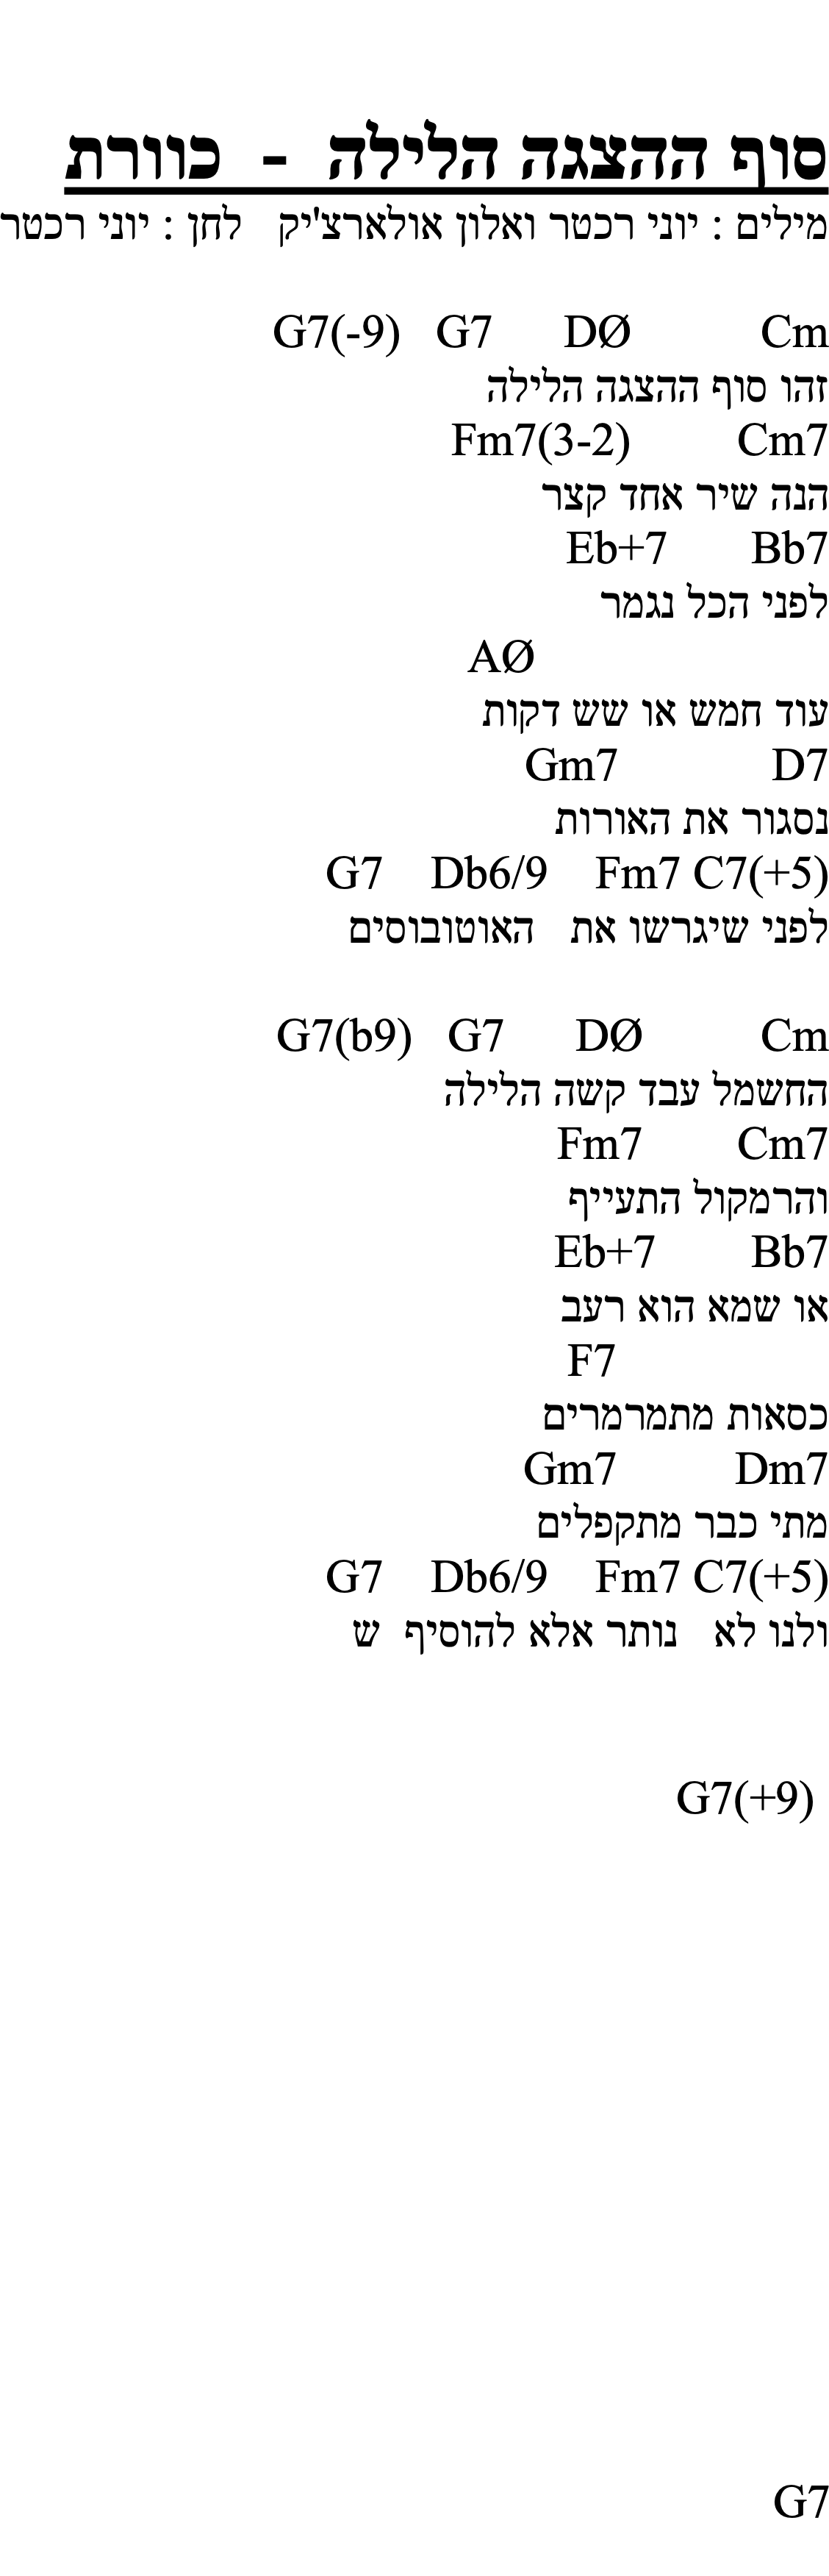 סוף ההצגה הלילה - כוורת
מילים : יוני רכטר ואלון אולארצ'יק   לחן : יוני רכטר
G7(-9)   G7      DØ           Cm
זהו סוף ההצגה הלילה
Fm7(3-2)         Cm7
הנה שיר אחד קצר
Eb+7       Bb7
לפני הכל נגמר
AØ
עוד חמש או שש דקות
Gm7             D7
נסגור את האורות
G7    Db6/9    Fm7 C7(+5)
לפני שיגרשו את   האוטובוסים
G7(b9)   G7      DØ          Cm
החשמל עבד קשה הלילה
Fm7        Cm7
והרמקול התעייף
Eb+7        Bb7
או שמא הוא רעב
F7
כסאות מתמרמרים
Gm7          Dm7
מתי כבר מתקפלים
G7    Db6/9    Fm7 C7(+5)
ולנו לא   נותר אלא להוסיף  ש
G7(+9)
G7